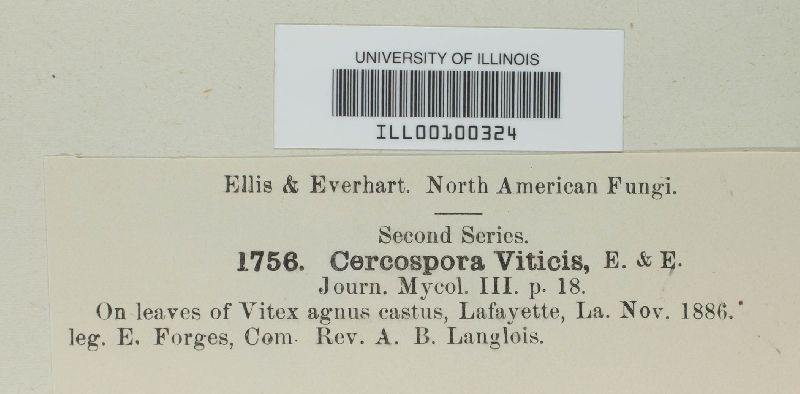 UNIVERSITY OF ILLINOIS
ILL00100324
Ellis & Everhart. North American Fungi.
Second Series.
1756. Cercospora Viticis, E. & E.
Journ. Mycol. III. p. 18.
On leaves of Vitex agnus castus, Lafayette, La. Nov. 1886.
leg. E. Forges, Com. Rev. A. B. Langlois.